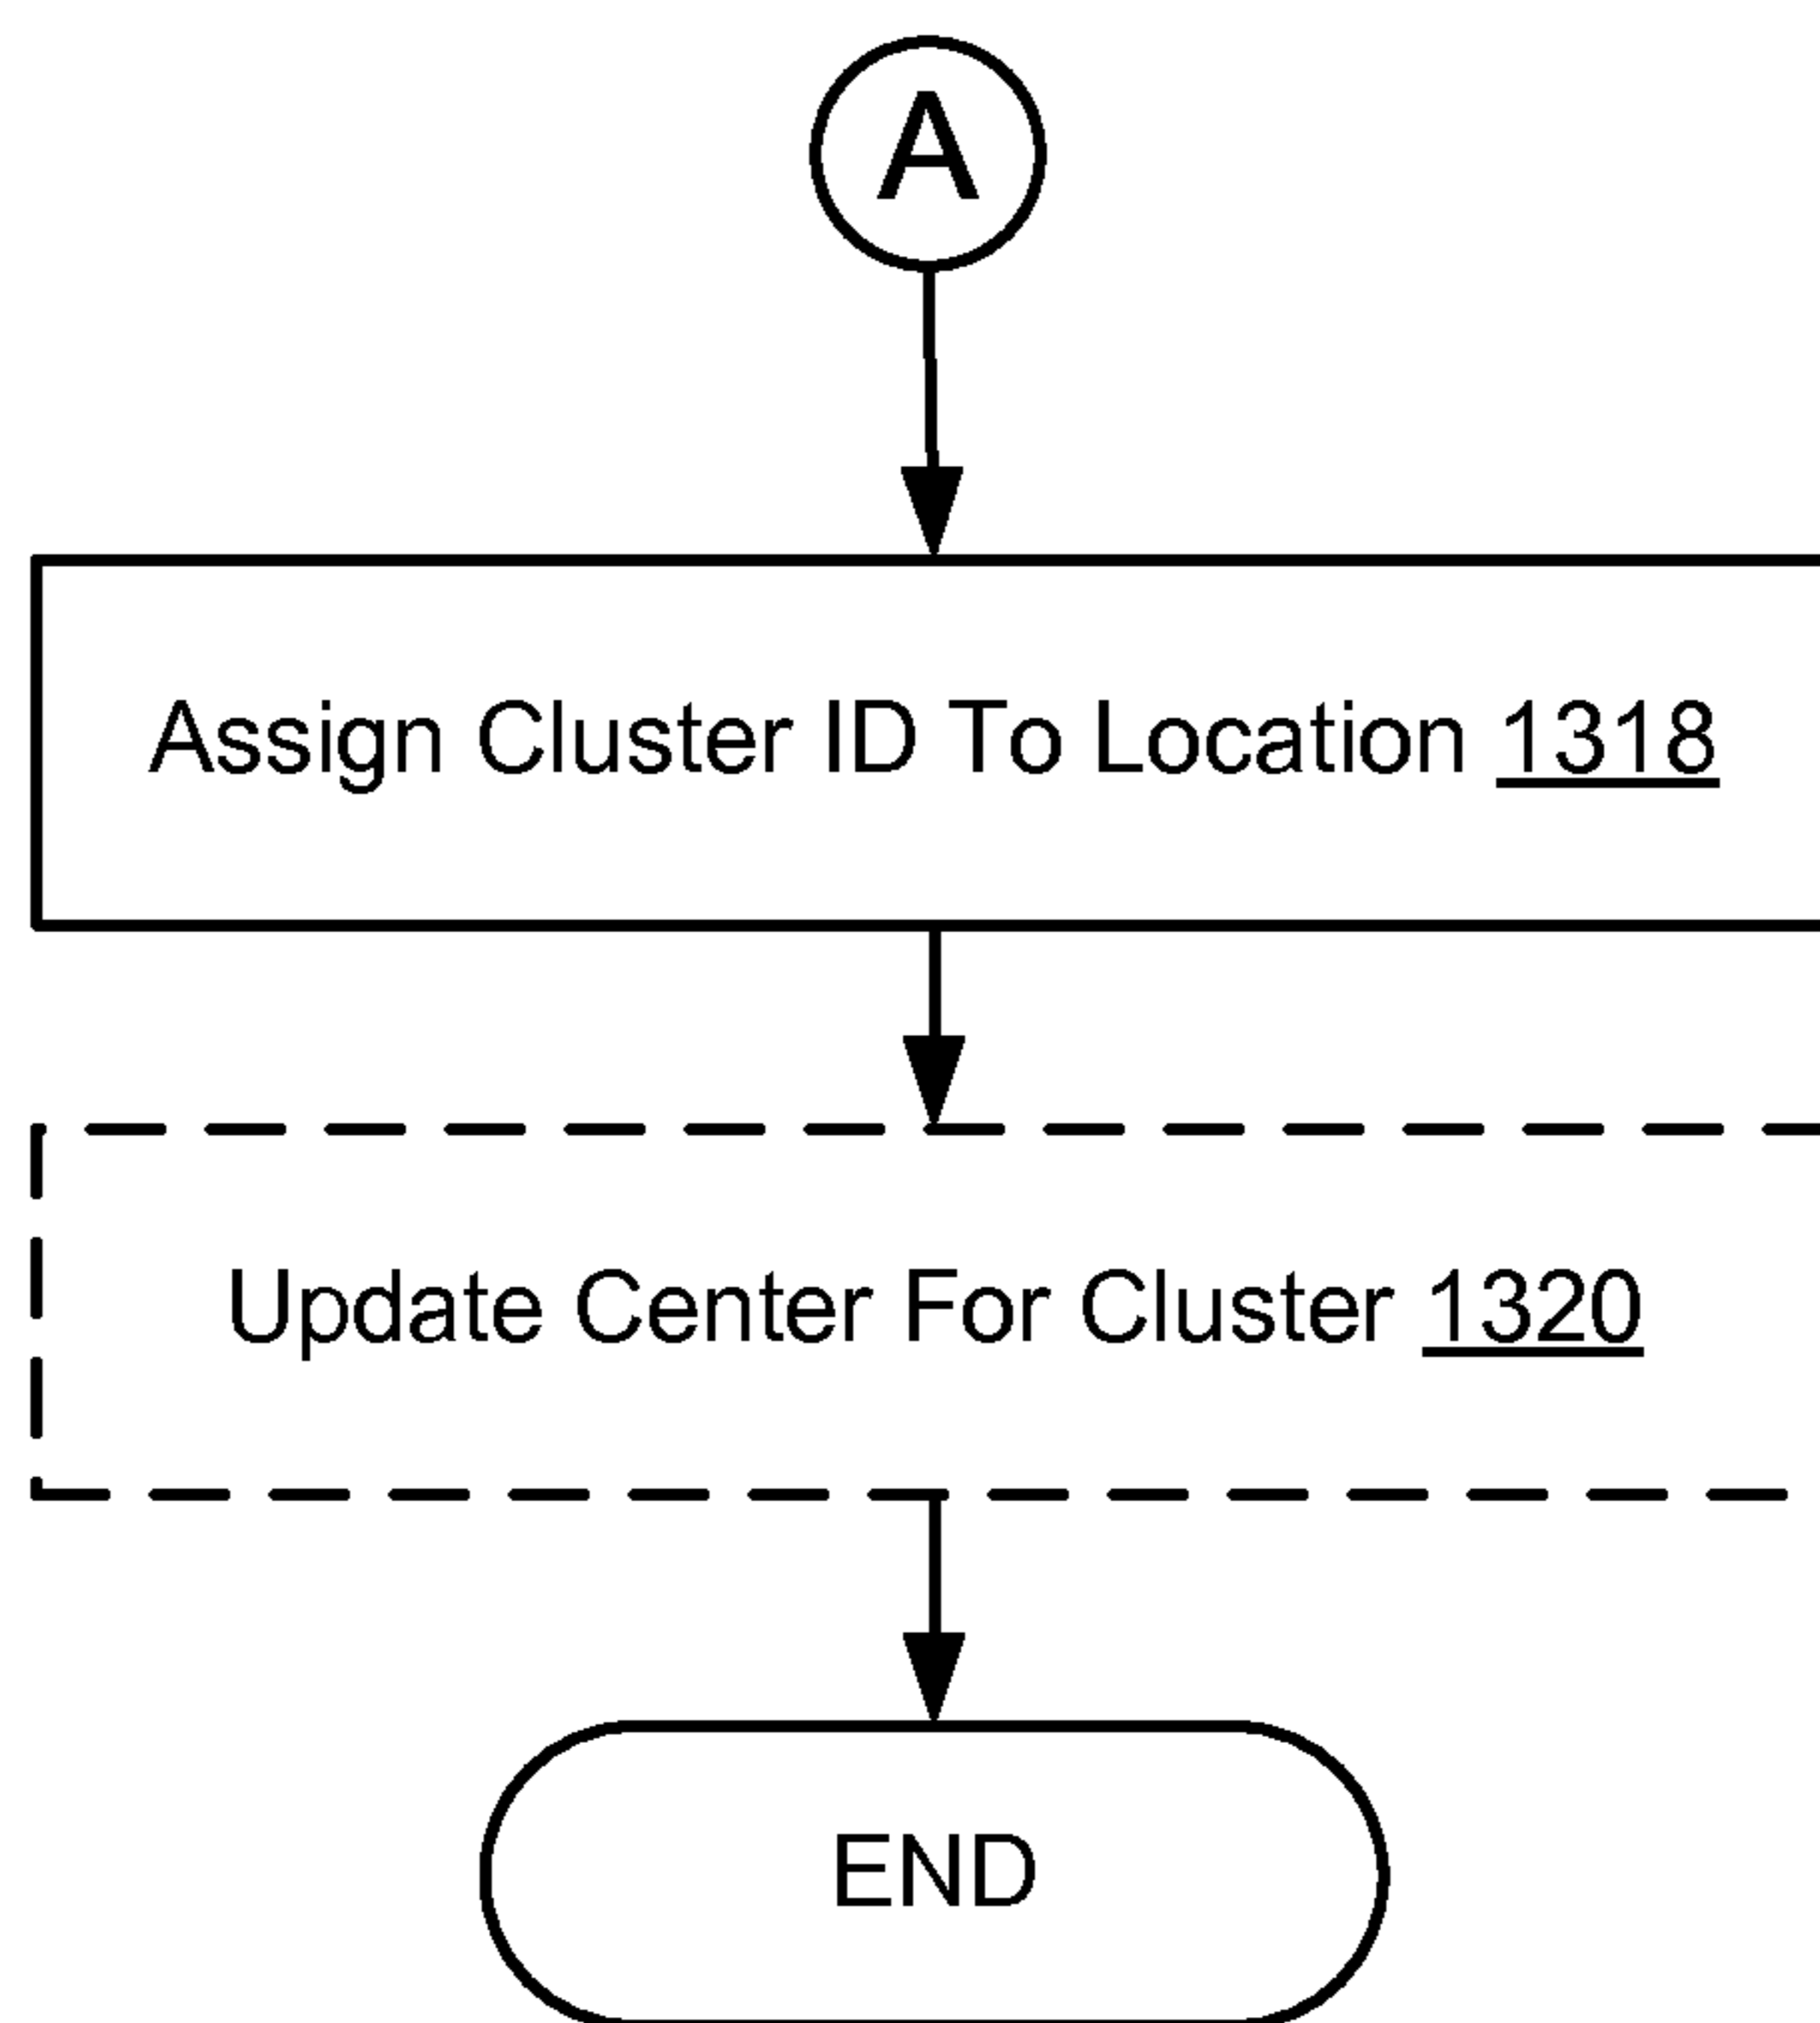 A
Assign Cluster ID To Location 1318
Update Center For Cluster 1320
END